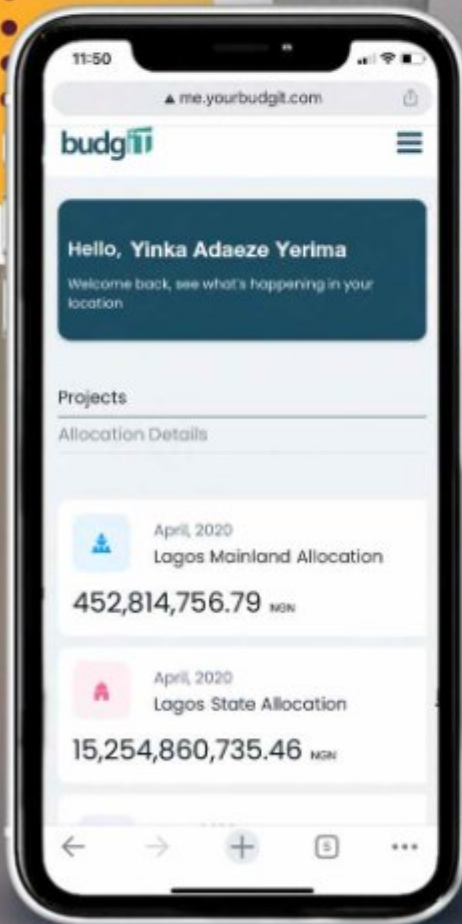 11:50
me.yourbudgit.com
budgIT
Hello, Yinka Adaeze Yerima
Welcome back, see what's happening in your
location
Projects
Allocation Details
April, 2020
Lagos Mainland Allocation
452,814,756.79 NGN
April, 2020
Lagos State Allocation
15,254,860,735.46 NGN
5